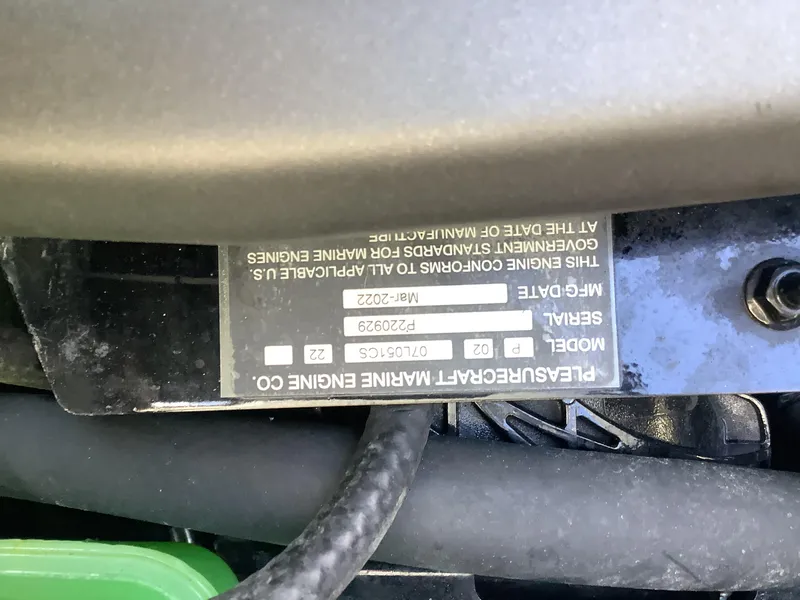 PLEASURECRAFT MARINE ENGINE CO.
MODEL P 02 07L051CS 22
SERIAL P220929
MFG DATE Mar-2022
THIS ENGINE CONFORMS TO ALL APPLICABLE U.S.
GOVERNMENT STANDARDS FOR MARINE ENGINES
AT THE DATE OF MANUFACTURE